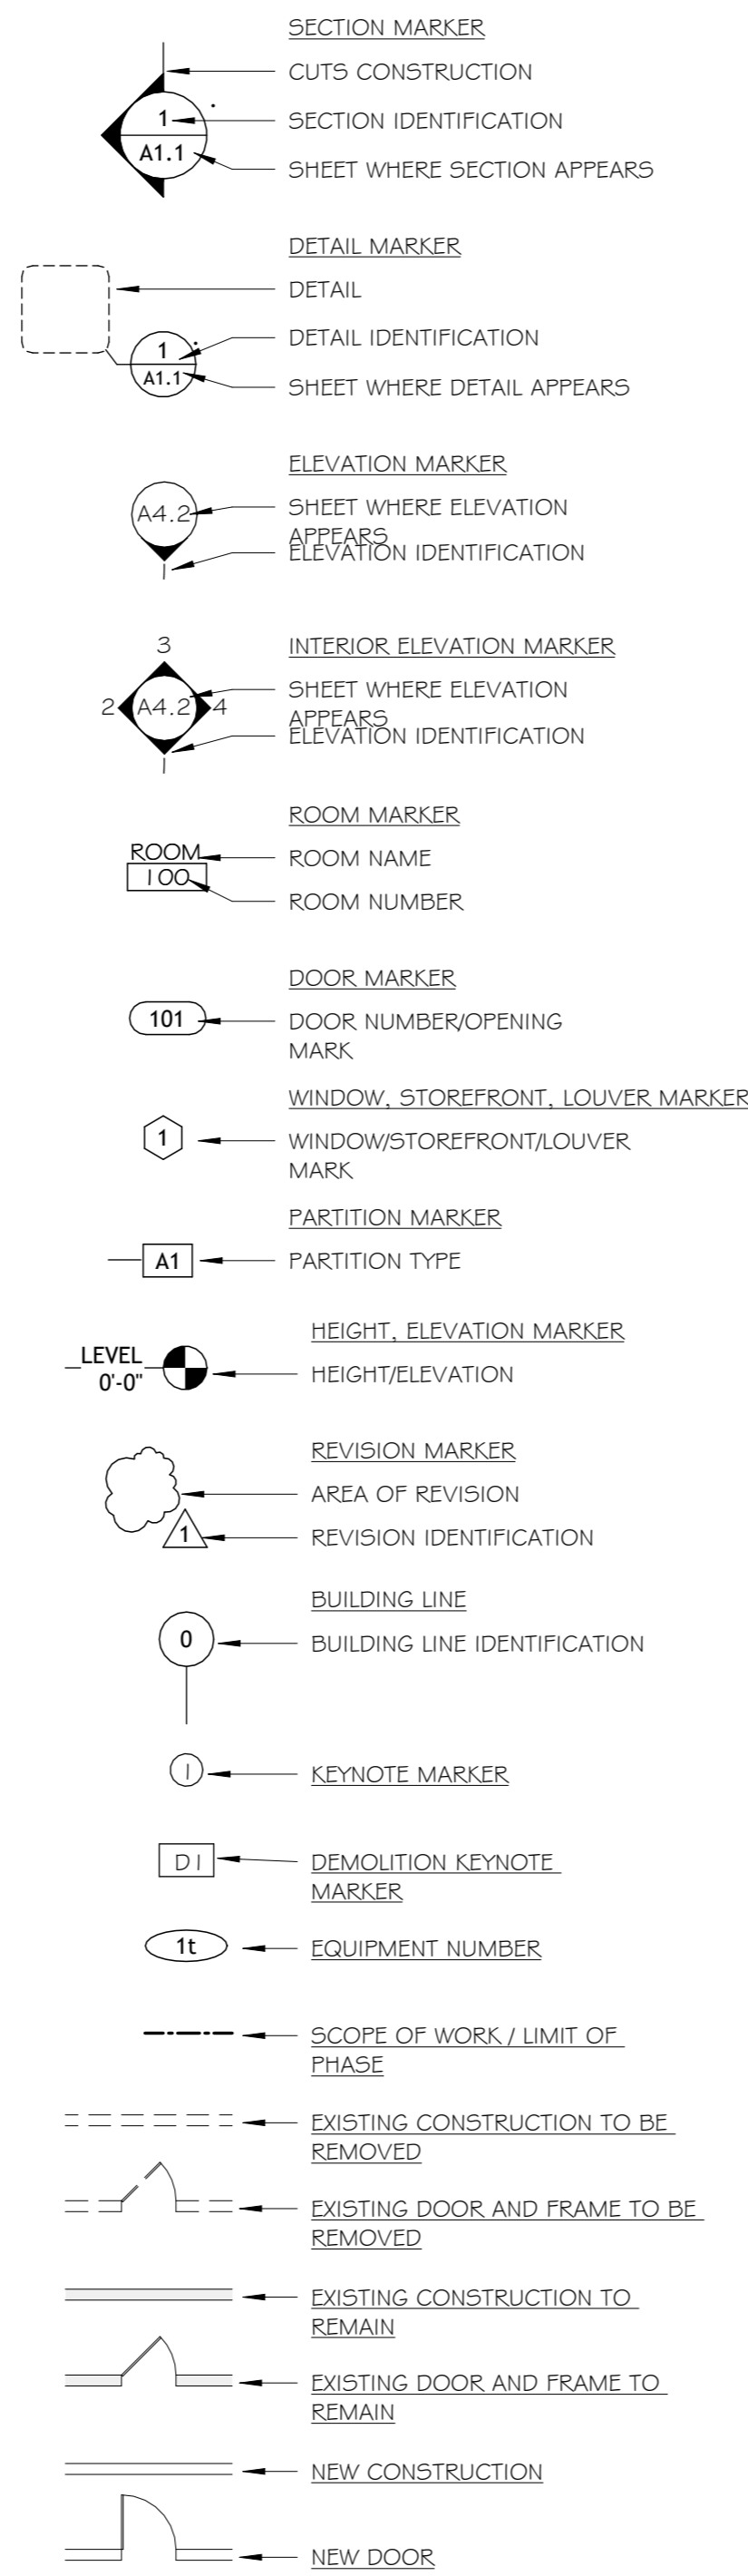 SECTION MARKER
CUTS CONSTRUCTION
1
SECTION IDENTIFICATION
A1.1
SHEET WHERE SECTION APPEARS
DETAIL MARKER
DETAIL
1
DETAIL IDENTIFICATION
A1.1
SHEET WHERE DETAIL APPEARS
ELEVATION MARKER
A4.2
SHEET WHERE ELEVATION
APPEARS
ELEVATION IDENTIFICATION
1
3
INTERIOR ELEVATION MARKER
2 A4.2 4
SHEET WHERE ELEVATION
APPEARS
ELEVATION IDENTIFICATION
1
ROOM MARKER
ROOM
ROOM NAME
100
ROOM NUMBER
DOOR MARKER
101
DOOR NUMBER/OPENING
MARK
WINDOW, STOREFRONT, LOUVER MARKER
1
WINDOW/STOREFRONT/LOUVER
MARK
PARTITION MARKER
A1
PARTITION TYPE
HEIGHT, ELEVATION MARKER
LEVEL
0'-0"
HEIGHT/ELEVATION
REVISION MARKER
AREA OF REVISION
1
REVISION IDENTIFICATION
BUILDING LINE
0
BUILDING LINE IDENTIFICATION
1
KEYNOTE MARKER
D1
DEMOLITION KEYNOTE
MARKER
1t
EQUIPMENT NUMBER
SCOPE OF WORK / LIMIT OF
PHASE
EXISTING CONSTRUCTION TO BE
REMOVED
EXISTING DOOR AND FRAME TO BE
REMOVED
EXISTING CONSTRUCTION TO
REMAIN
EXISTING DOOR AND FRAME TO
REMAIN
NEW CONSTRUCTION
NEW DOOR